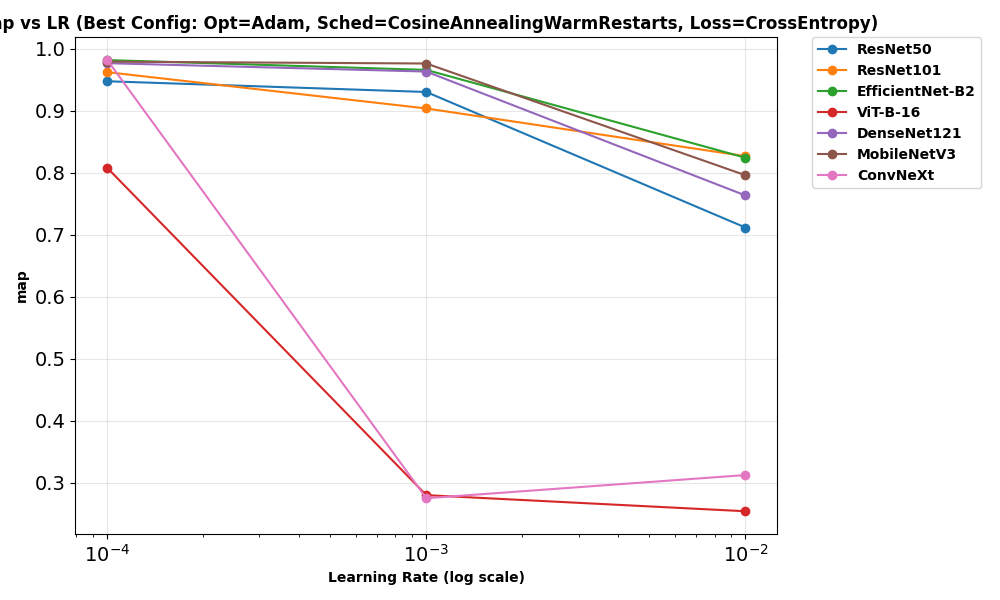 ap vs LR (Best Config: Opt=Adam, Sched=CosineAnnealingWarmRestarts, Loss=CrossEntropy)
map
1.0
0.9
0.8
0.7
0.6
0.5
0.4
0.3
10⁻⁴
10⁻³
10⁻²
Learning Rate (log scale)
ResNet50
ResNet101
EfficientNet-B2
ViT-B-16
DenseNet121
MobileNetV3
ConvNeXt